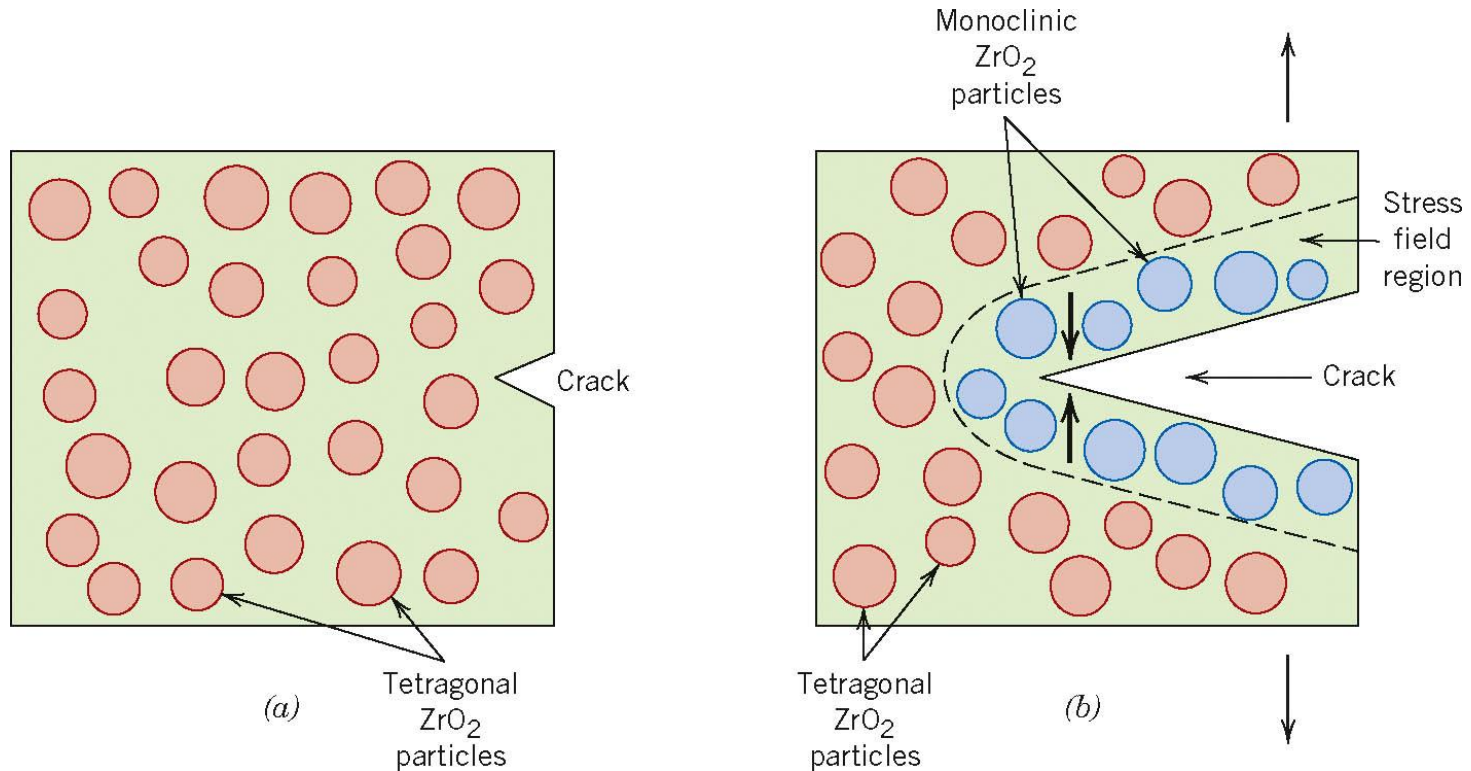 Monoclinic
ZrO2
particles
Stress
field
region
Crack
Crack
Tetragonal
ZrO2
particles
(a)
Tetragonal
ZrO2
particles
(b)